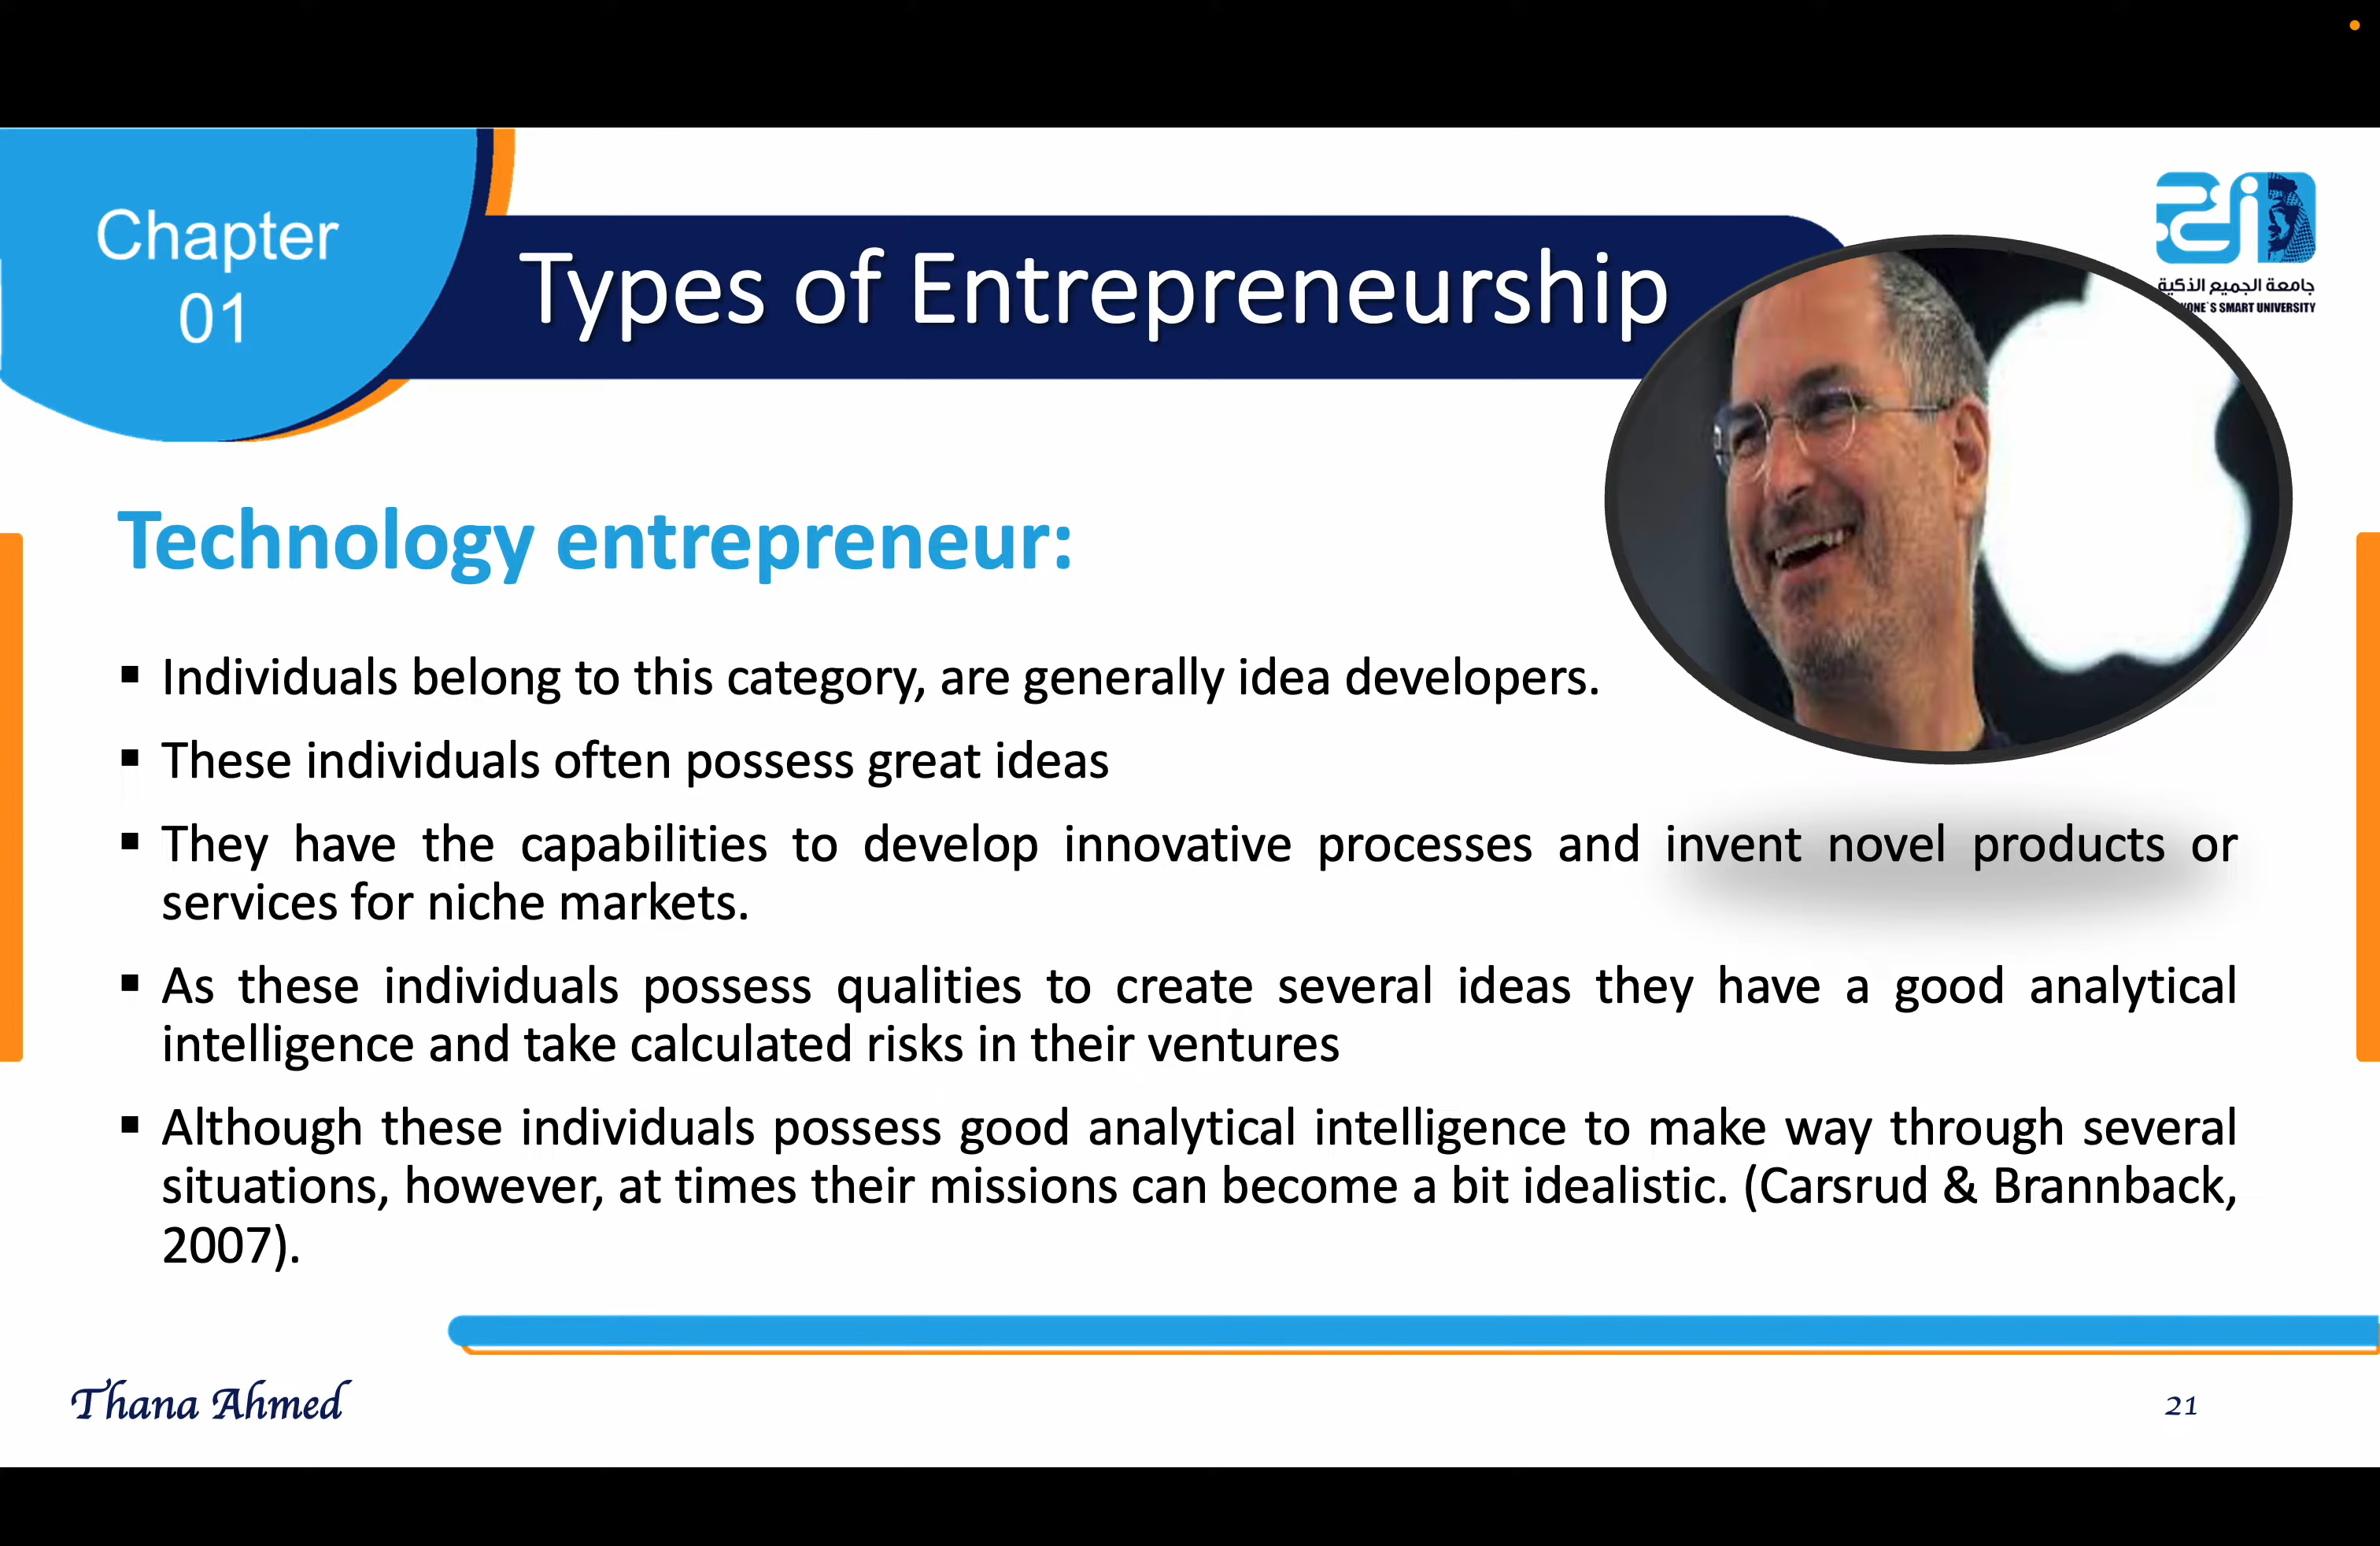 Chapter
01
Types of Entrepreneurship
جامعة الجميع الذكية
SMART UNIVERSITY
Technology entrepreneur:
▪ Individuals belong to this category, are generally idea developers.
▪ These individuals often possess great ideas
▪ They have the capabilities to develop innovative processes and invent novel products or
services for niche markets.
▪ As these individuals possess qualities to create several ideas they have a good analytical
intelligence and take calculated risks in their ventures
▪ Although these individuals possess good analytical intelligence to make way through several
situations, however, at times their missions can become a bit idealistic. (Carsrud & Brannback,
2007).
Thana Ahmed
21